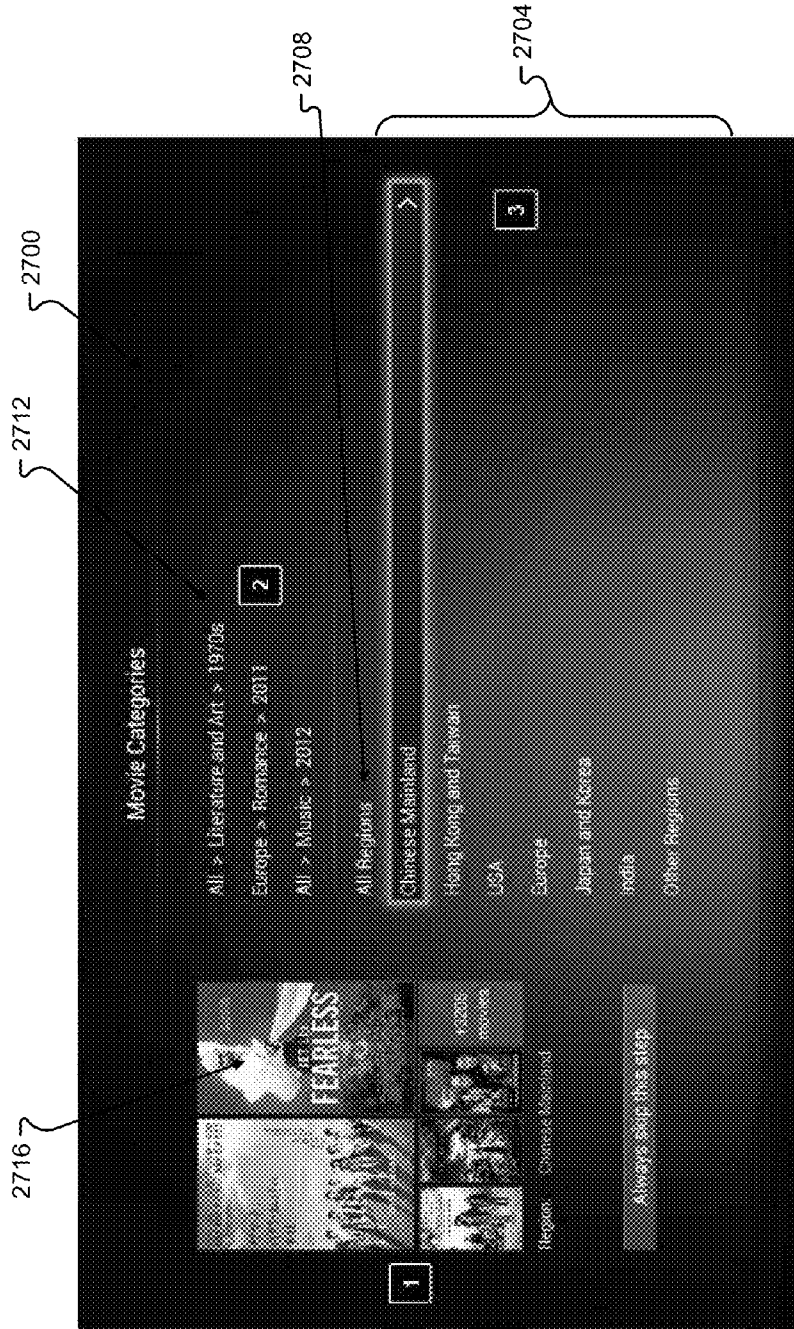 2700
2712
2708
2704
2716
Movie Categories
All > Literature and Art > 1970s
Europe > Romance > 2011
All > Music > 2012
2
All Regions
Chinese Mainland >
Hong Kong and Taiwan
USA
Europe
Japan and Korea
India
Other Regions
3
1
FEARLESS
movies
Region: Chinese Mainland
Always skip this step